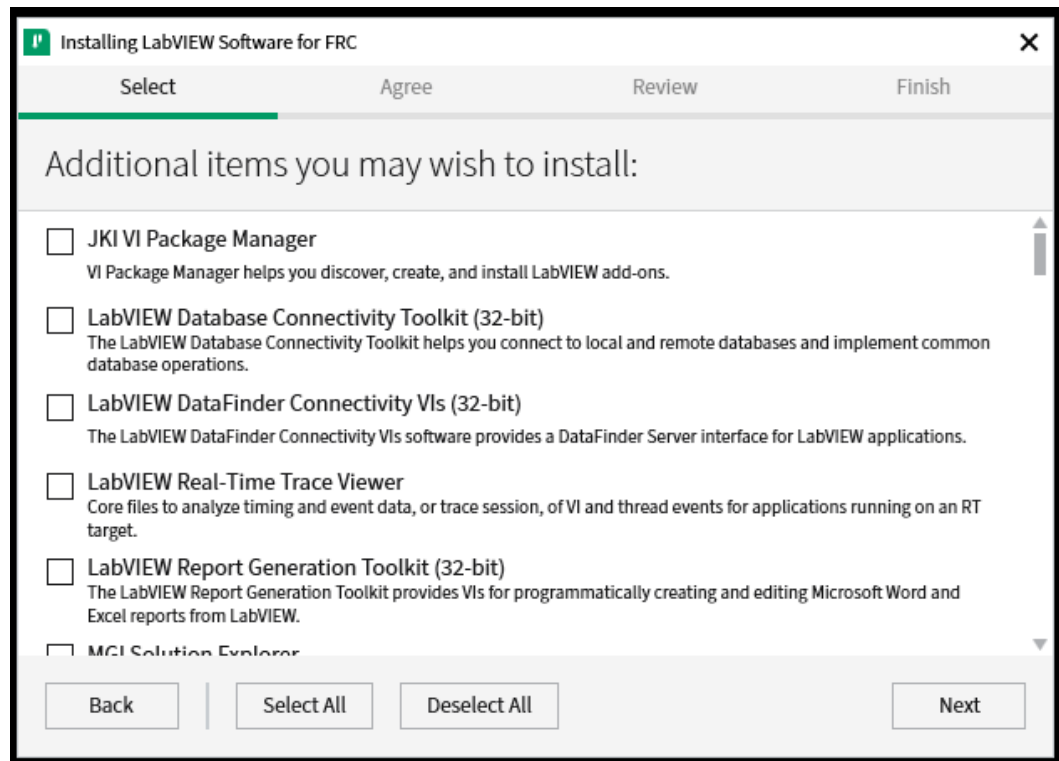 Installing LabVIEW Software for FRC
Select Agree Review Finish
Additional items you may wish to install:
JKI VI Package Manager
VI Package Manager helps you discover, create, and install LabVIEW add-ons.
LabVIEW Database Connectivity Toolkit (32-bit)
The LabVIEW Database Connectivity Toolkit helps you connect to local and remote databases and implement common
database operations.
LabVIEW DataFinder Connectivity VIs (32-bit)
The LabVIEW DataFinder Connectivity VIs software provides a DataFinder Server interface for LabVIEW applications.
LabVIEW Real-Time Trace Viewer
Core files to analyze timing and event data, or trace session, of VI and thread events for applications running on an RT
target.
LabVIEW Report Generation Toolkit (32-bit)
The LabVIEW Report Generation Toolkit provides VIs for programmatically creating and editing Microsoft Word and
Excel reports from LabVIEW.
MGI Solution Explorer
Back Select All Deselect All Next